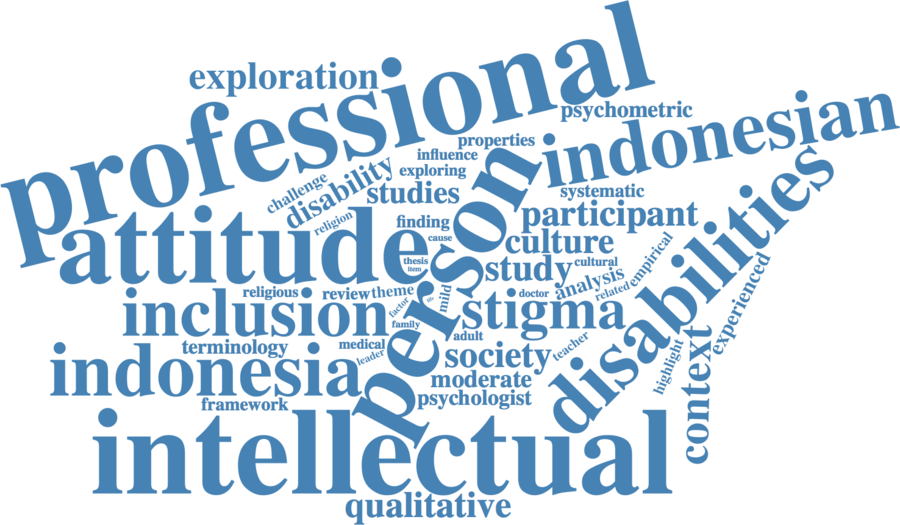 professional
exploration
psychometric
indonesian
properties
influence
exploring
person
challenge
disability
studies
systematic
religion
finding
participant
disabilities
attitude
cause
culture
thesis
item
study
cultural
analysis
related
empirical
experienced
religious
review
theme
mild
life
doctor
factor
inclusion
family
stigma
terminology
medical
adult
leader
society
teacher
highlight
context
indonesia
moderate
framework
psychologist
intellectual
qualitative